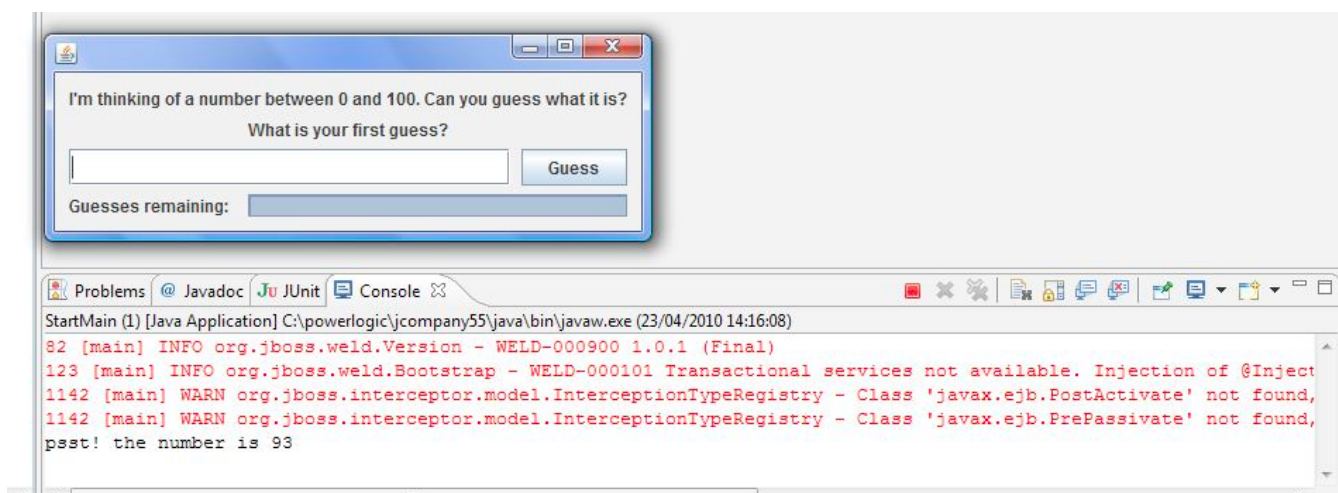 I'm thinking of a number between 0 and 100. Can you guess what it is?
What is your first guess?
Guess
Guesses remaining:
Problems @ Javadoc Ju JUnit Console
StartMain (1) [Java Application] C:\powerlogic\jcompany55\java\bin\javaw.exe (23/04/2010 14:16:08)
82 [main] INFO org.jboss.weld.Version - WELD-000900 1.0.1 (Final)
123 [main] INFO org.jboss.weld.Bootstrap - WELD-000101 Transactional services not available. Injection of @Inject
1142 [main] WARN org.jboss.interceptor.model.InterceptionTypeRegistry - Class 'javax.ejb.PostActivate' not found,
1142 [main] WARN org.jboss.interceptor.model.InterceptionTypeRegistry - Class 'javax.ejb.PrePassivate' not found,
psst! the number is 93